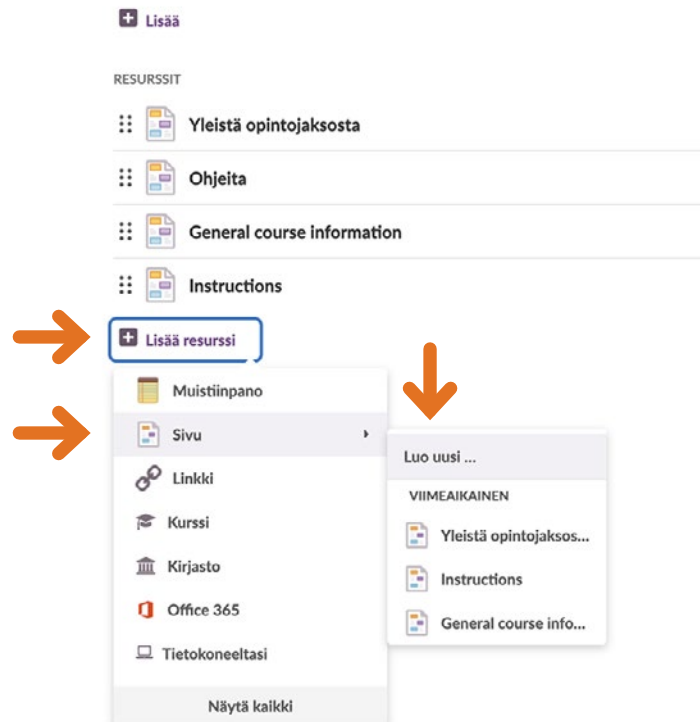 Lisää
RESURSSIT
Yleistä opintojaksosta
Ohjeita
General course information
Instructions
Lisää resurssi
Muistiinpano
Sivu
Linkki
Kurssi
Kirjasto
Office 365
Tietokoneeltasi
Näytä kaikki
Luo uusi ...
VIIMEAIKAINEN
Yleistä opintojaksos...
Instructions
General course info...